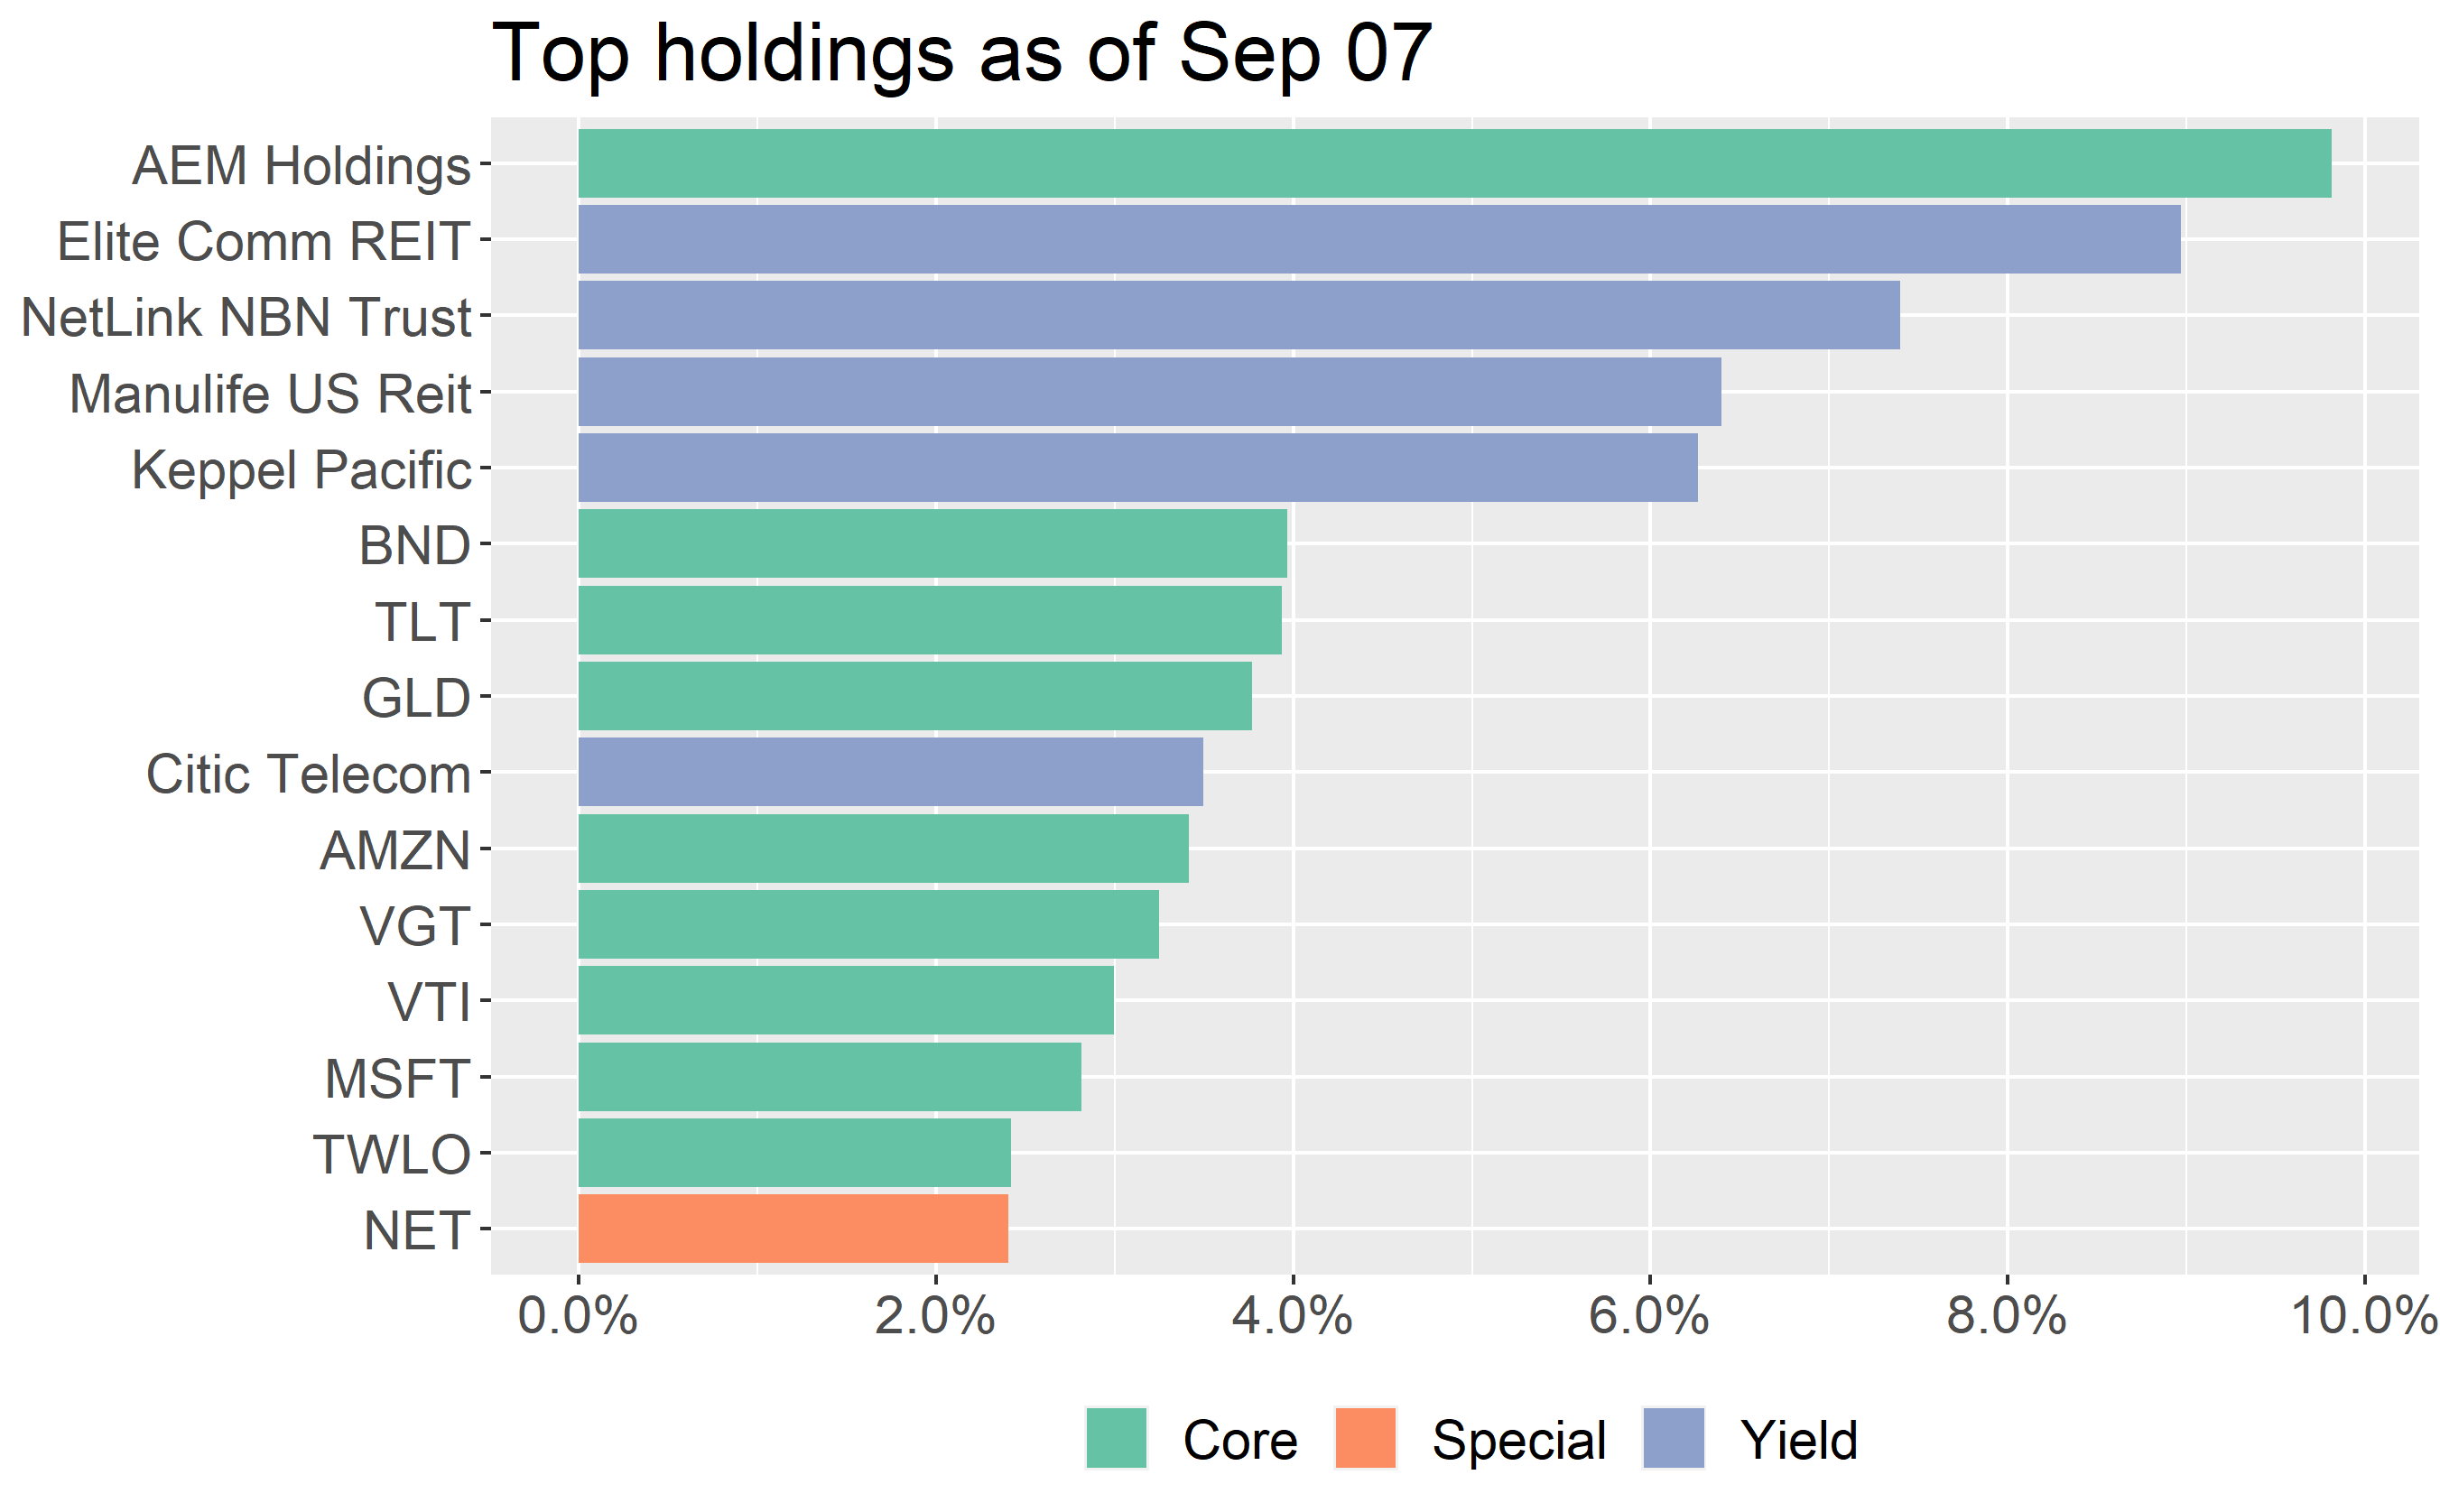 Top holdings as of Sep 07
AEM Holdings
Elite Comm REIT
NetLink NBN Trust
Manulife US Reit
Keppel Pacific
BND
TLT
GLD
Citic Telecom
AMZN
VGT
VTI
MSFT
TWLO
NET
0.0% 2.0% 4.0% 6.0% 8.0% 10.0%
Core Special Yield